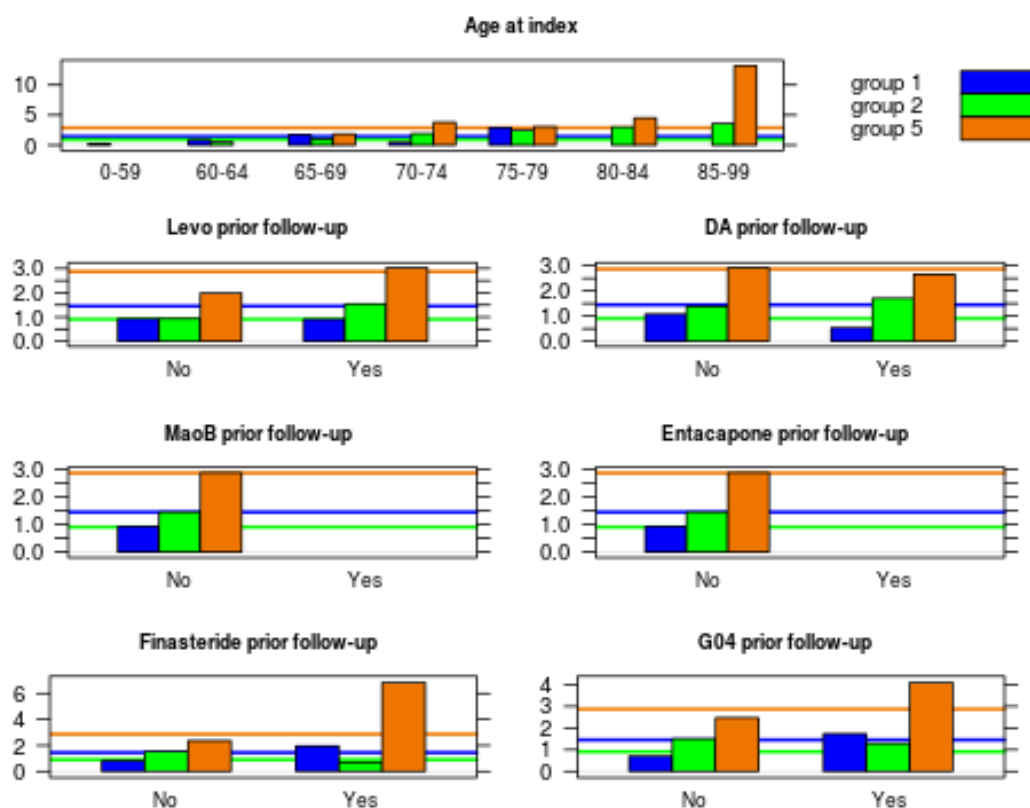 Age at index
10
5
0
0-59 60-64 65-69 70-74 75-79 80-84 85-99
group 1
group 2
group 5
Levo prior follow-up
3.0
2.0
1.0
0.0
No Yes
DA prior follow-up
3.0
2.0
1.0
0.0
No Yes
MaoB prior follow-up
3.0
2.0
1.0
0.0
No Yes
Entacapone prior follow-up
3.0
2.0
1.0
0.0
No Yes
Finasteride prior follow-up
6
4
2
0
No Yes
G04 prior follow-up
4
3
2
1
0
No Yes